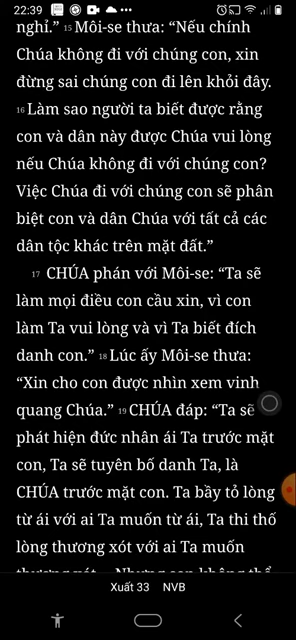 22:39
nghỉ.” 15 Môi-se thưa: “Nếu chính
Chúa không đi với chúng con, xin
đừng sai chúng con đi lên khỏi đây.
16 Làm sao người ta biết được rằng
con và dân này được Chúa vui lòng
nếu Chúa không đi với chúng con?
Việc Chúa đi với chúng con sẽ phân
biệt con và dân Chúa với tất cả các
dân tộc khác trên mặt đất.”
17 CHÚA phán với Môi-se: “Ta sẽ
làm mọi điều con cầu xin, vì con
làm Ta vui lòng và vì Ta biết đích
danh con.” 18 Lúc ấy Môi-se thưa:
“Xin cho con được nhìn xem vinh
quang Chúa.” 19 CHÚA đáp: “Ta sẽ
phát hiện đức nhân ái Ta trước mặt
con, Ta sẽ tuyên bố danh Ta, là
CHÚA trước mặt con. Ta bầy tỏ lòng
từ ái với ai Ta muốn từ ái, Ta thi thố
lòng thương xót với ai Ta muốn
thương xót. Nhưng con không thể
Xuất 33 NVB